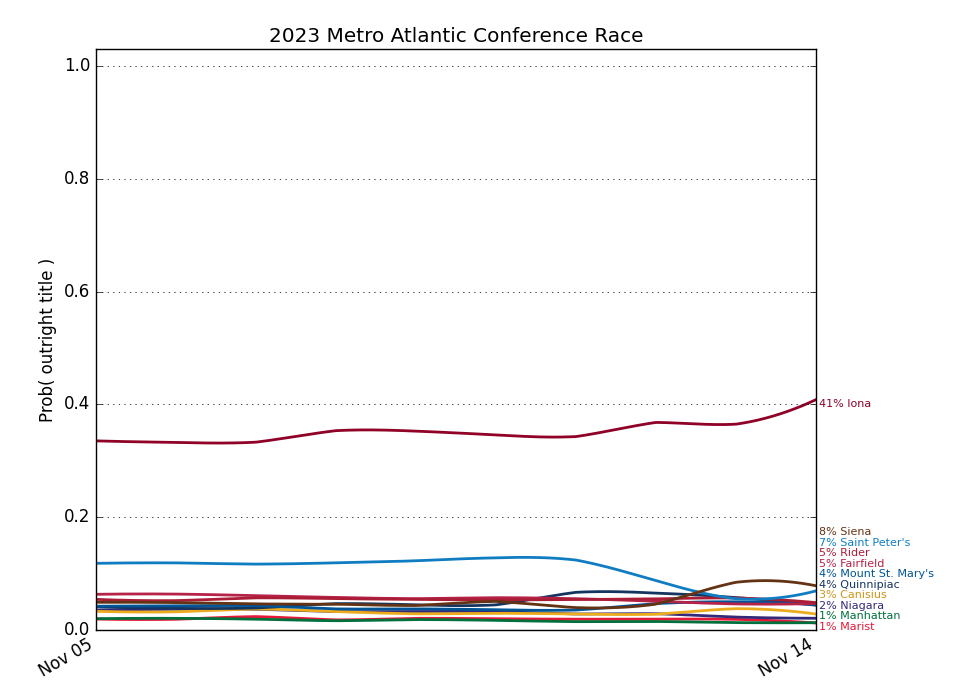 2023 Metro Atlantic Conference Race
Prob( outright title )
1.0
0.8
0.6
0.4
0.2
0.0
41% Iona
8% Siena
7% Saint Peter's
5% Rider
5% Fairfield
4% Mount St. Mary's
4% Quinnipiac
3% Canisius
2% Niagara
1% Manhattan
1% Marist
Nov 05
Nov 14